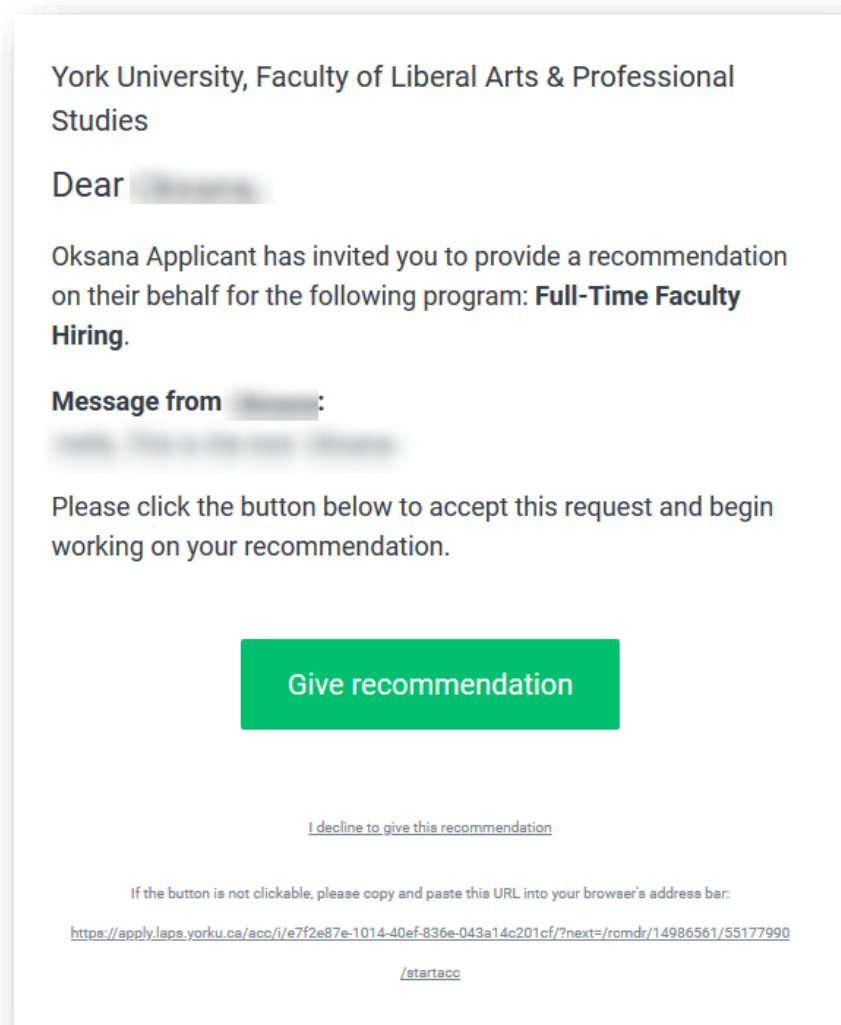 York University, Faculty of Liberal Arts & Professional
Studies
Dear
Oksana Applicant has invited you to provide a recommendation
on their behalf for the following program: Full-Time Faculty
Hiring.
Message from :
Please click the button below to accept this request and begin
working on your recommendation.
Give recommendation
I decline to give this recommendation
If the button is not clickable, please copy and paste this URL into your browser's address bar:
https://apply.laps.yorku.ca/acc/i/e7f2e87e-1014-40ef-836e-043a14c201cf/?next=/rcmdr/14986561/55177990
/startacc